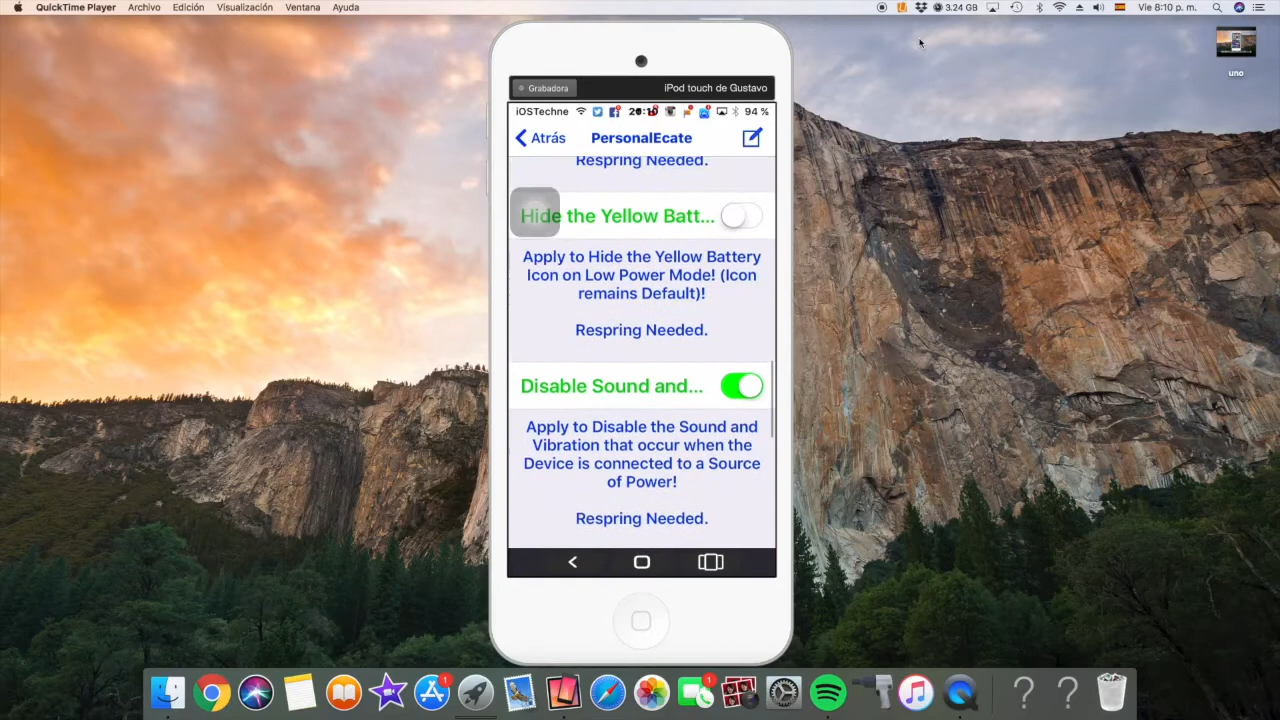 QuickTime Player Archivo Edición Visualización Ventana Ayuda
3.24 GB Vie 8:10 p. m.
uno
Grabadora iPod touch de Gustavo
iOSTechne 94 %
Atrás PersonalEcate
Respring Needed.
Hide the Yellow Batt...
Apply to Hide the Yellow Battery
Icon on Low Power Mode! (Icon
remains Default)!
Respring Needed.
Disable Sound and...
Apply to Disable the Sound and
Vibration that occur when the
Device is connected to a Source
of Power!
Respring Needed.
1
1